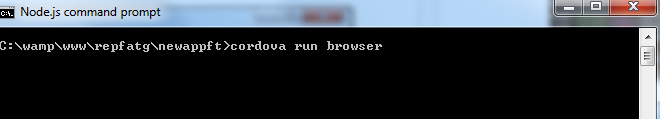 Node.js command prompt
C:\wamp\www\repfatg\newappft>cordova run browser